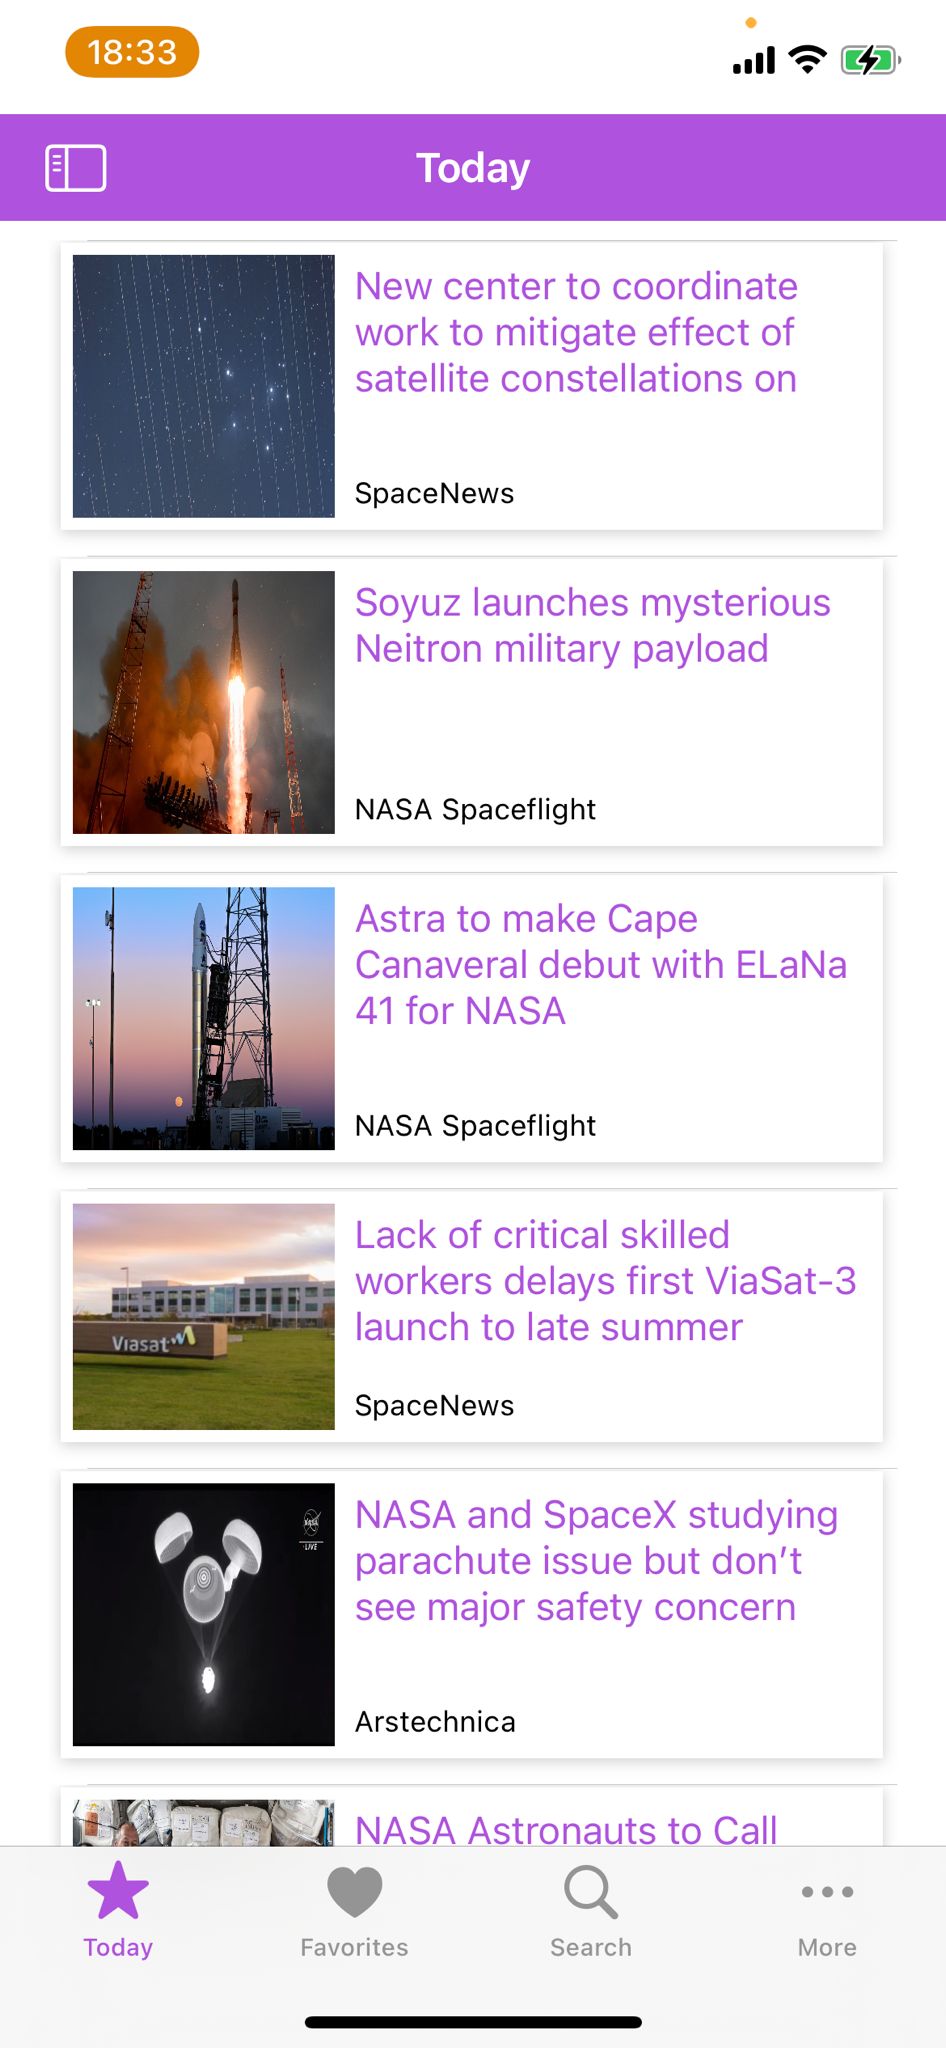 18:33
Today
New center to coordinate
work to mitigate effect of
satellite constellations on
SpaceNews
Soyuz launches mysterious
Neitron military payload
NASA Spaceflight
Astra to make Cape
Canaveral debut with ELaNa
41 for NASA
NASA Spaceflight
Viasat
Lack of critical skilled
workers delays first ViaSat-3
launch to late summer
SpaceNews
NASA
LIVE
NASA and SpaceX studying
parachute issue but don’t
see major safety concern
Arstechnica
NASA Astronauts to Call
Today
Favorites
Search
More